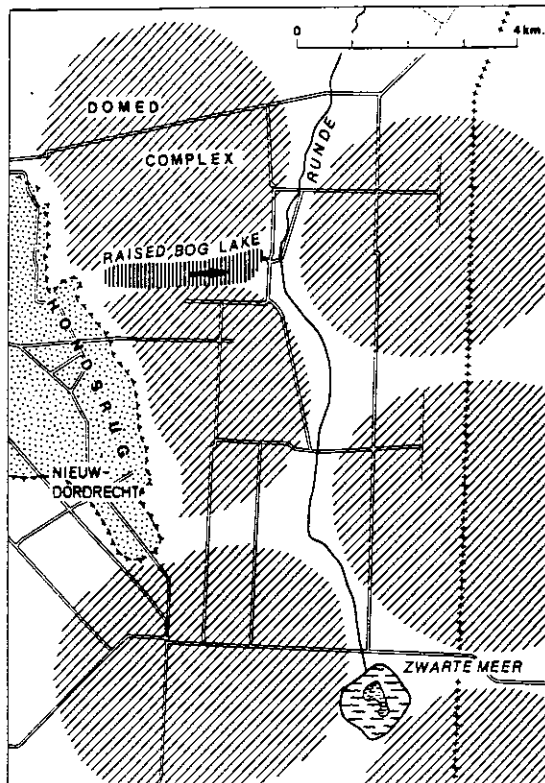 0 4 km.
DOMED
COMPLEX
RUNDE
RAISED BOG LAKE
HONDSRUG
NIEUW-
DORDRECHT
ZWARTE MEER